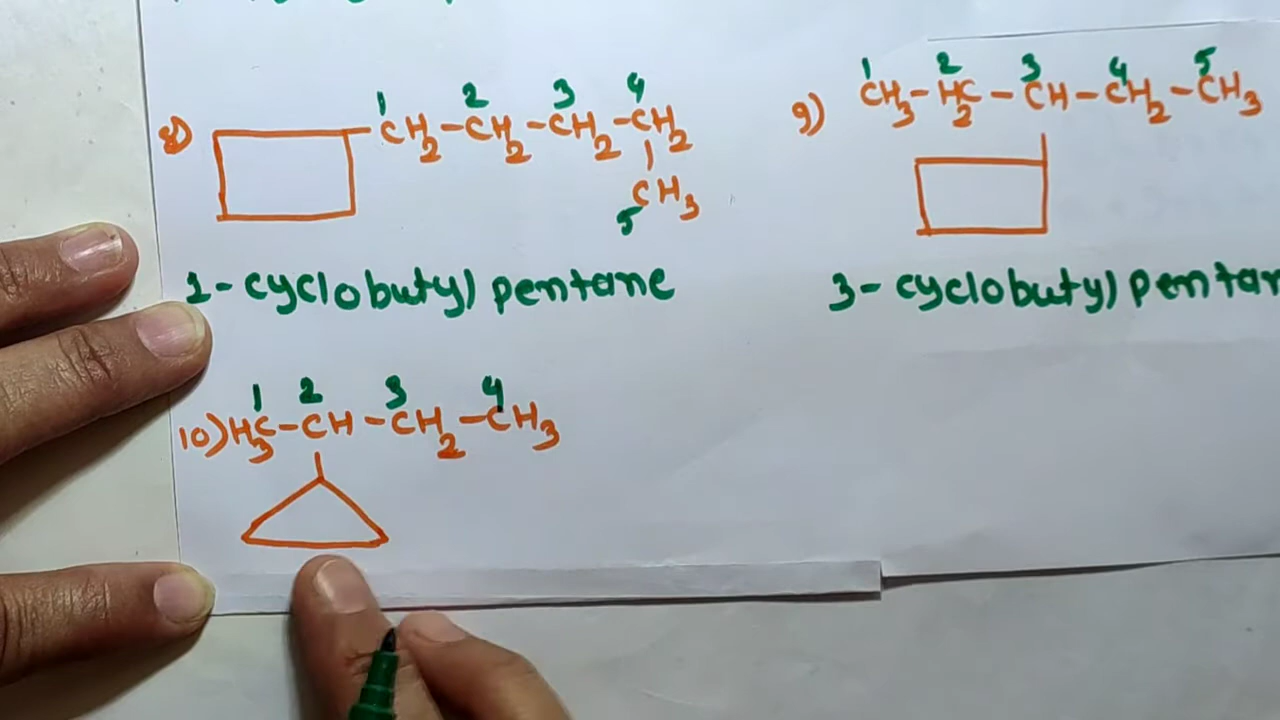 8) CH2-CH2-CH2-CH2
1 2 3 4
CH3
5
1-cyclobutyl pentane
9) CH3-H2C-CH-CH2-CH3
1 2 3 4 5
3-cyclobutyl pentan
10) H3C-CH-CH2-CH3
1 2 3 4